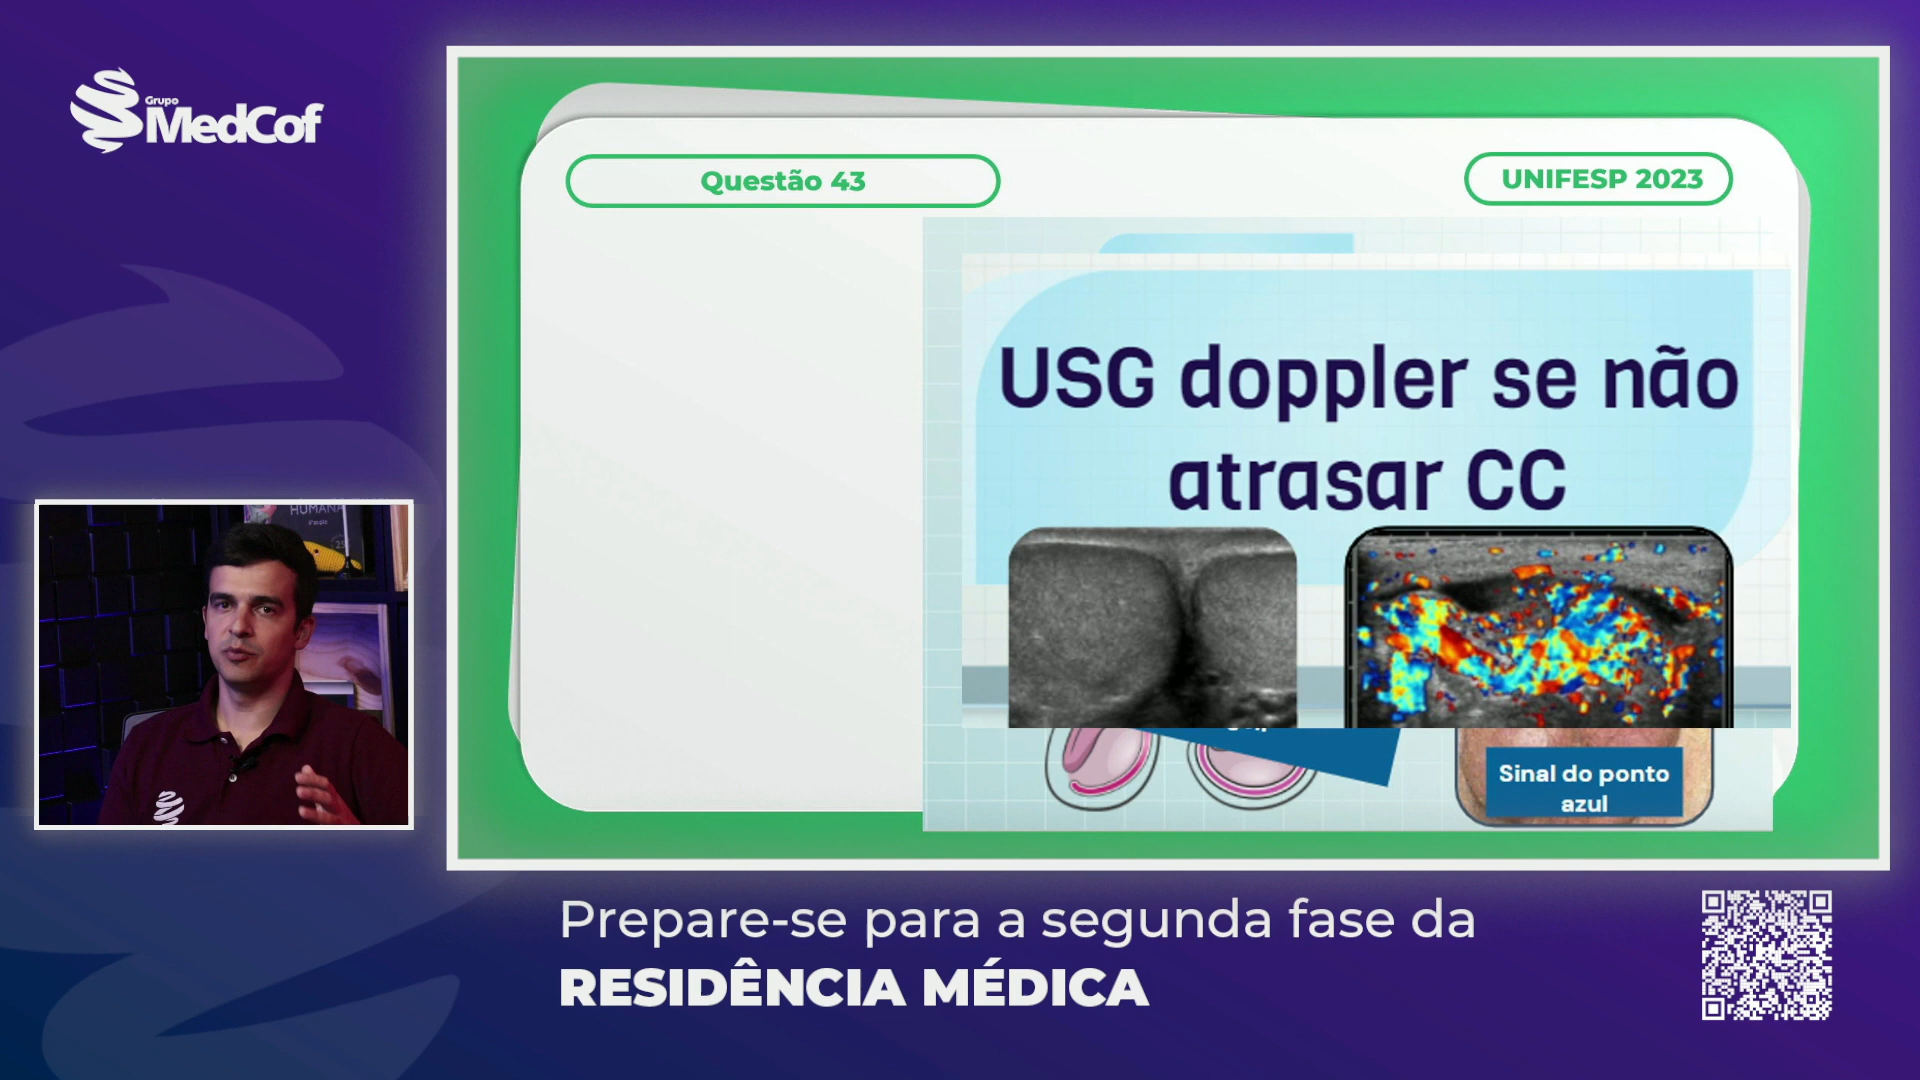 Grupo
MedCof
Questão 43
UNIFESP 2023
USG doppler se não
atrasar CC
Sinal do ponto
azul
HUMANA
Prepare-se para a segunda fase da
RESIDÊNCIA MÉDICA